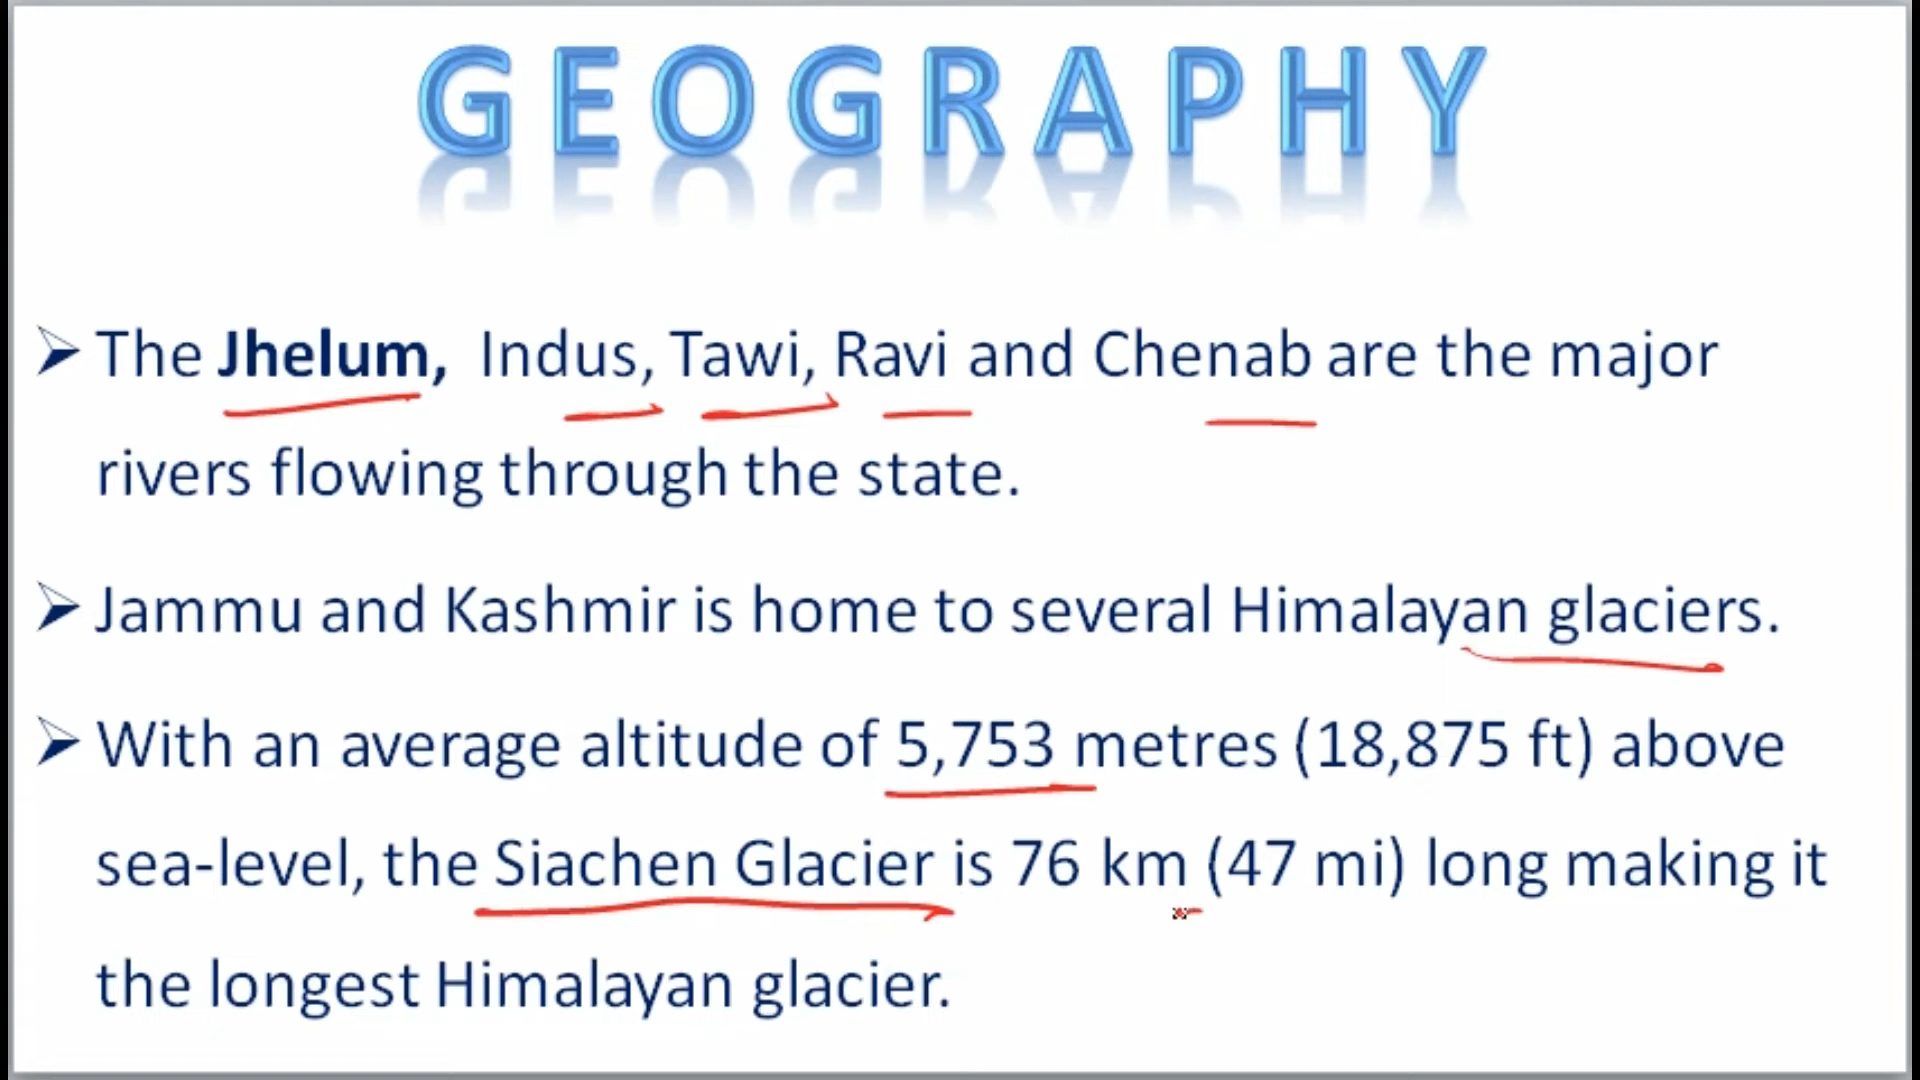 GEOGRAPHY
➢ The Jhelum, Indus, Tawi, Ravi and Chenab are the major
rivers flowing through the state.
➢ Jammu and Kashmir is home to several Himalayan glaciers.
➢ With an average altitude of 5,753 metres (18,875 ft) above
sea-level, the Siachen Glacier is 76 km (47 mi) long making it
the longest Himalayan glacier.